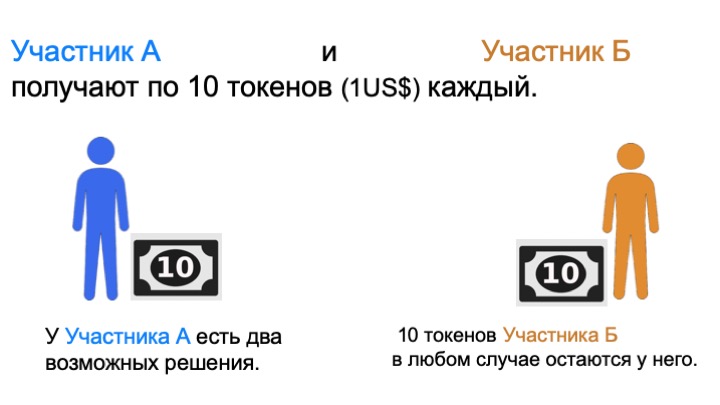 Участник А и Участник Б
получают по 10 токенов (1US$) каждый.
10
10
У Участника А есть два
возможных решения.
10 токенов Участника Б
в любом случае остаются у него.